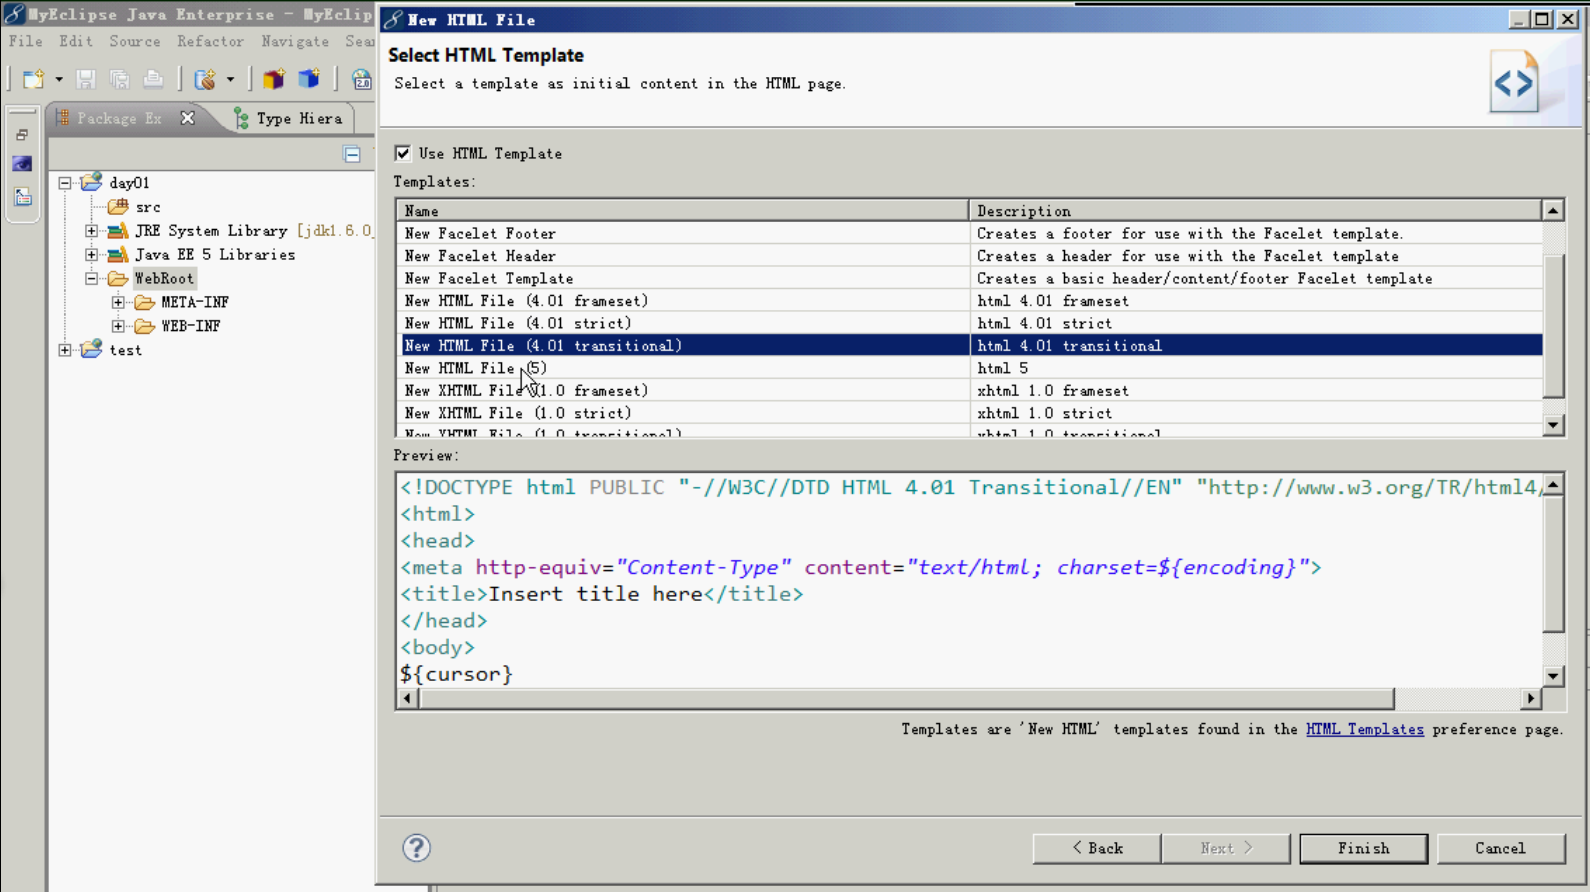 MyEclipse Java Enterprise - MyEclip
File Edit Source Refactor Navigate Sea
Package Ex
Type Hiera
day01
src
JRE System Library [jdk1.6.0_
Java EE 5 Libraries
WebRoot
META-INF
WEB-INF
test
New HTML File
Select HTML Template
Select a template as initial content in the HTML page.
Use HTML Template
Templates:
Name Description
New Facelet Footer Creates a footer for use with the Facelet template.
New Facelet Header Creates a header for use with the Facelet template
New Facelet Template Creates a basic header/content/footer Facelet template
New HTML File (4.01 frameset) html 4.01 frameset
New HTML File (4.01 strict) html 4.01 strict
New HTML File (4.01 transitional) html 4.01 transitional
New HTML File (5) html 5
New XHTML File (1.0 frameset) xhtml 1.0 frameset
New XHTML File (1.0 strict) xhtml 1.0 strict
New XHTML File (1.0 transitional) xhtml 1.0 transitional
Preview:
<!DOCTYPE html PUBLIC "-//W3C//DTD HTML 4.01 Transitional//EN" "http://www.w3.org/TR/html4/
<html>
<head>
<meta http-equiv="Content-Type" content="text/html; charset=${encoding}">
<title>Insert title here</title>
</head>
<body>
${cursor}
Templates are 'New HTML' templates found in the HTML Templates preference page.
< Back
Next >
Finish
Cancel